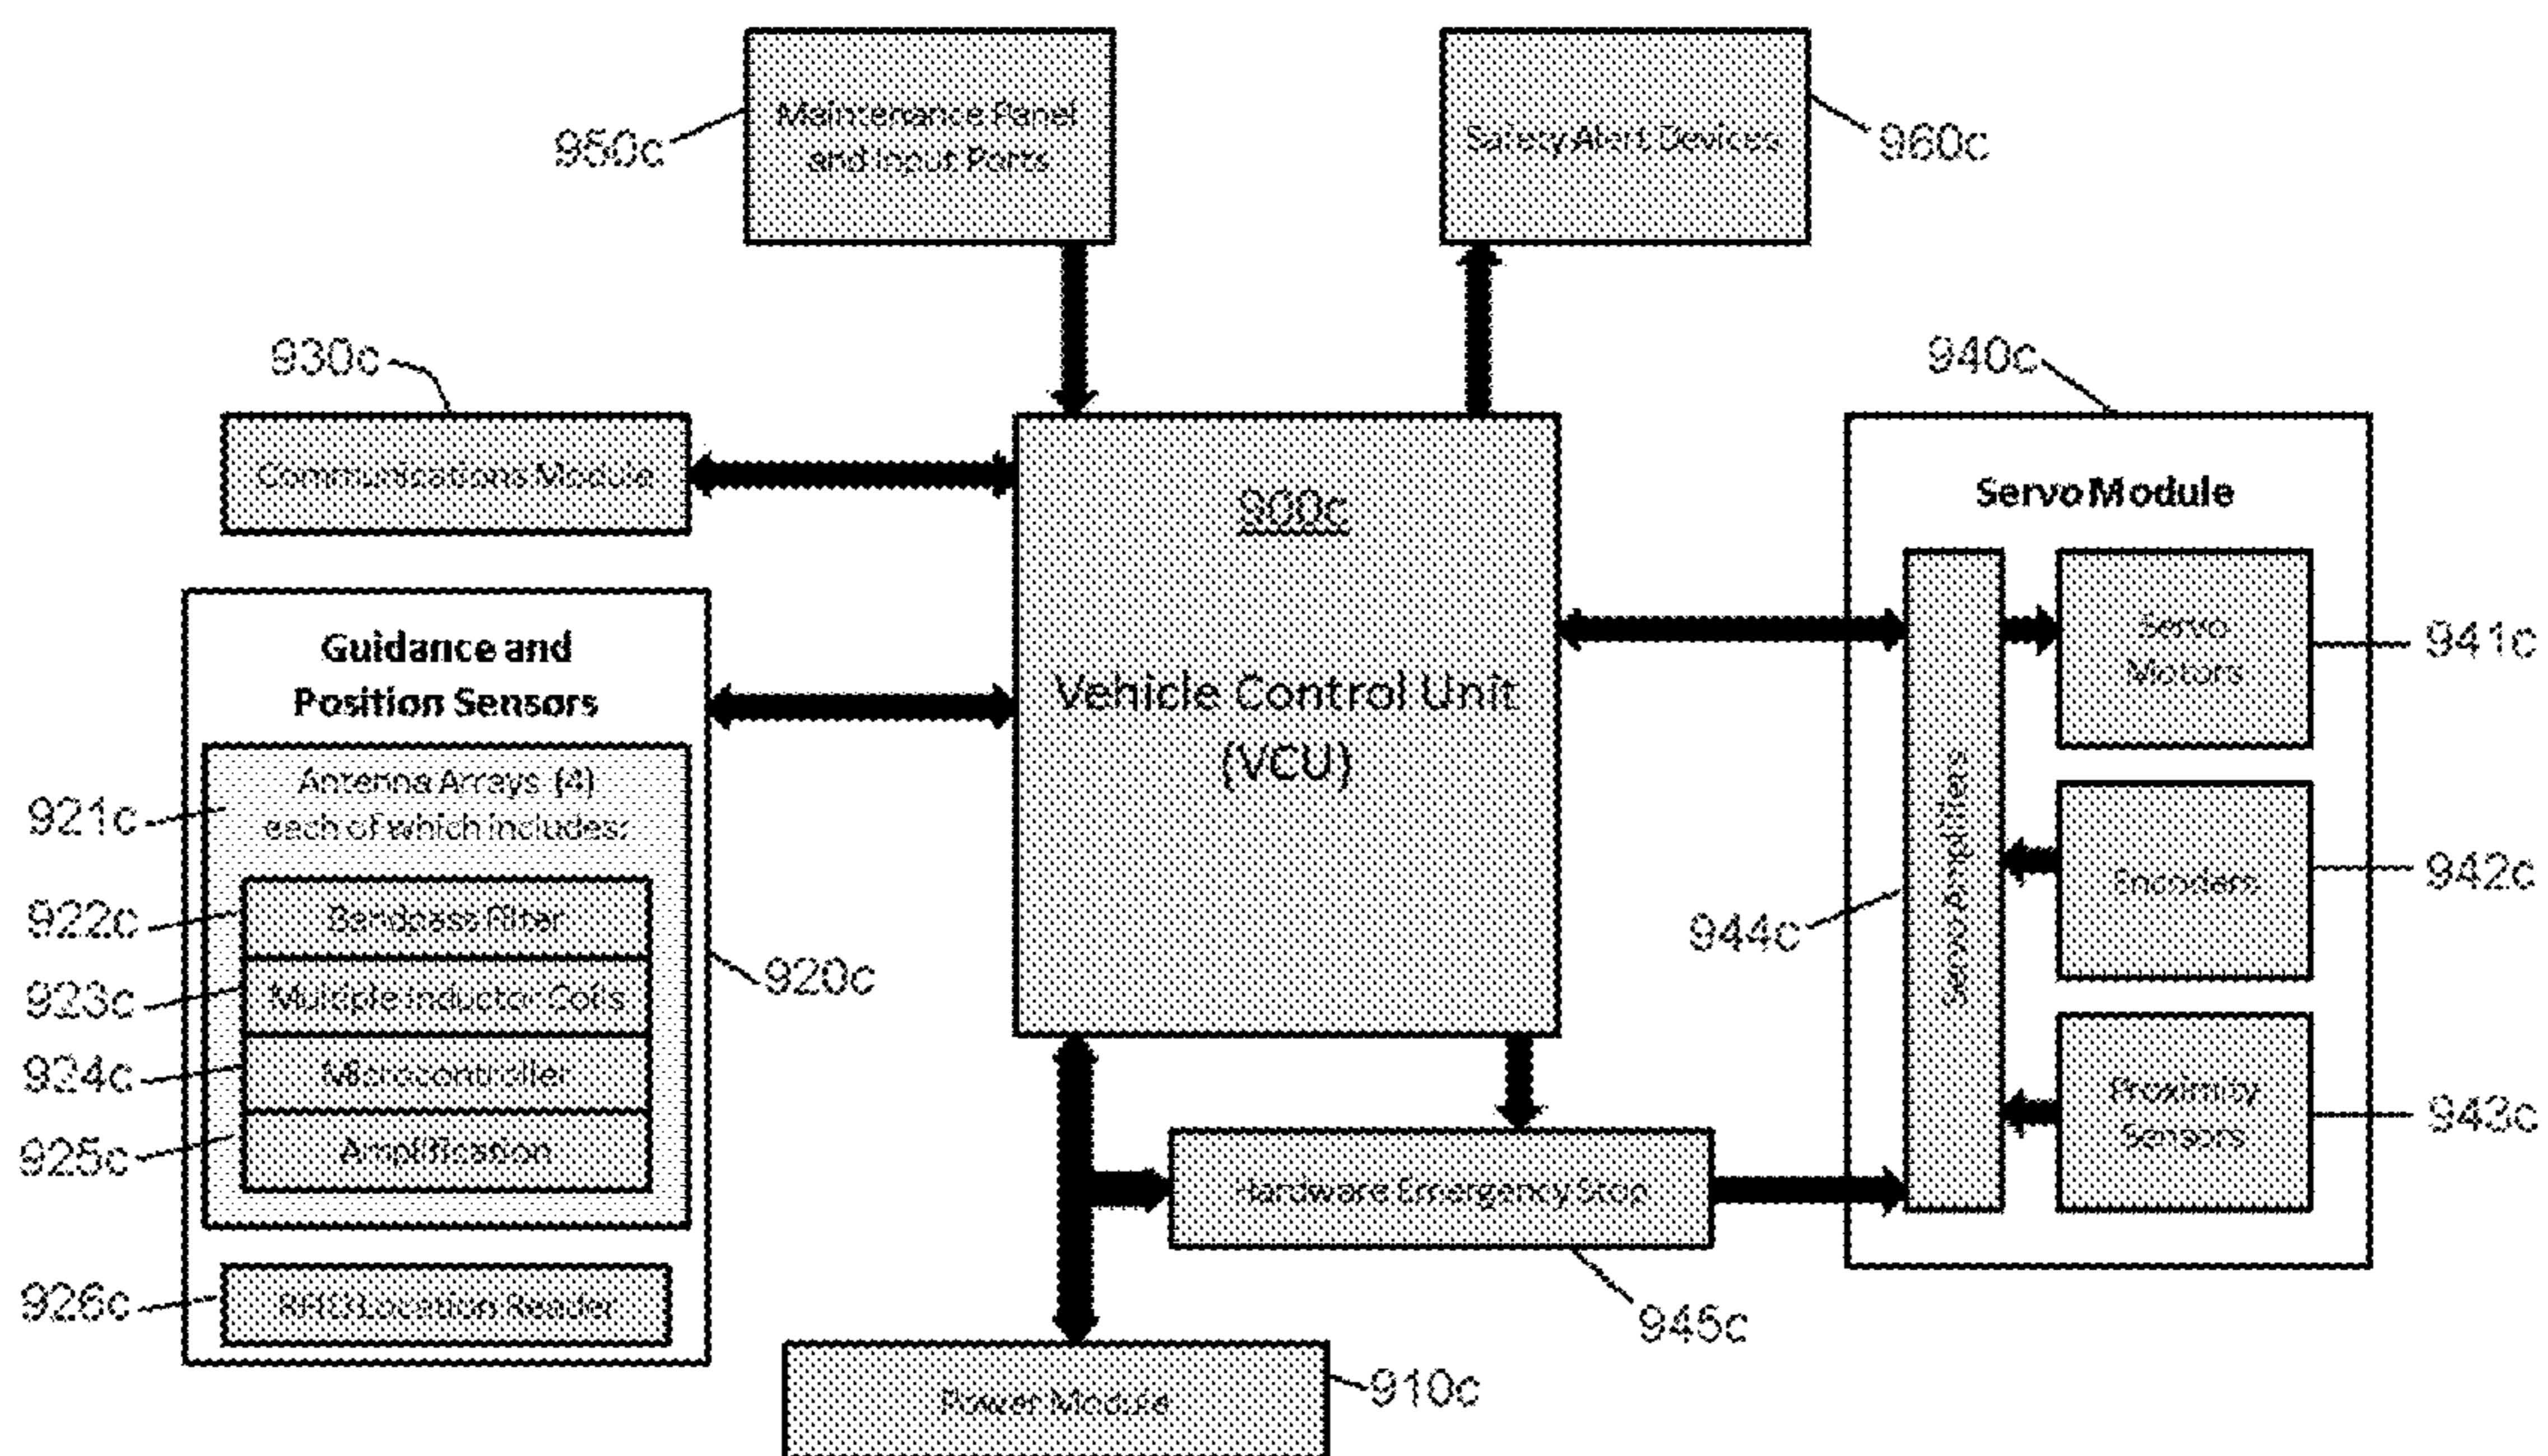 Maintenance Panel
and Input Ports
950c
Safety Alert Devices
960c
930c
Communications Module
900c
Vehicle Control Unit
(VCU)
940c
Servo Module
Servo Amplifiers
944c
Servo
Motors
941c
Encoders
942c
Proximity
Sensors
943c
Guidance and
Position Sensors
920c
Antenna Arrays (4)
each of which includes:
921c
Bandpass Filter
922c
Multiple Inductor Coils
923c
Microcontroller
924c
Amplification
925c
RFID Location Reader
926c
Hardware Emergency Stop
945c
Power Module
910c